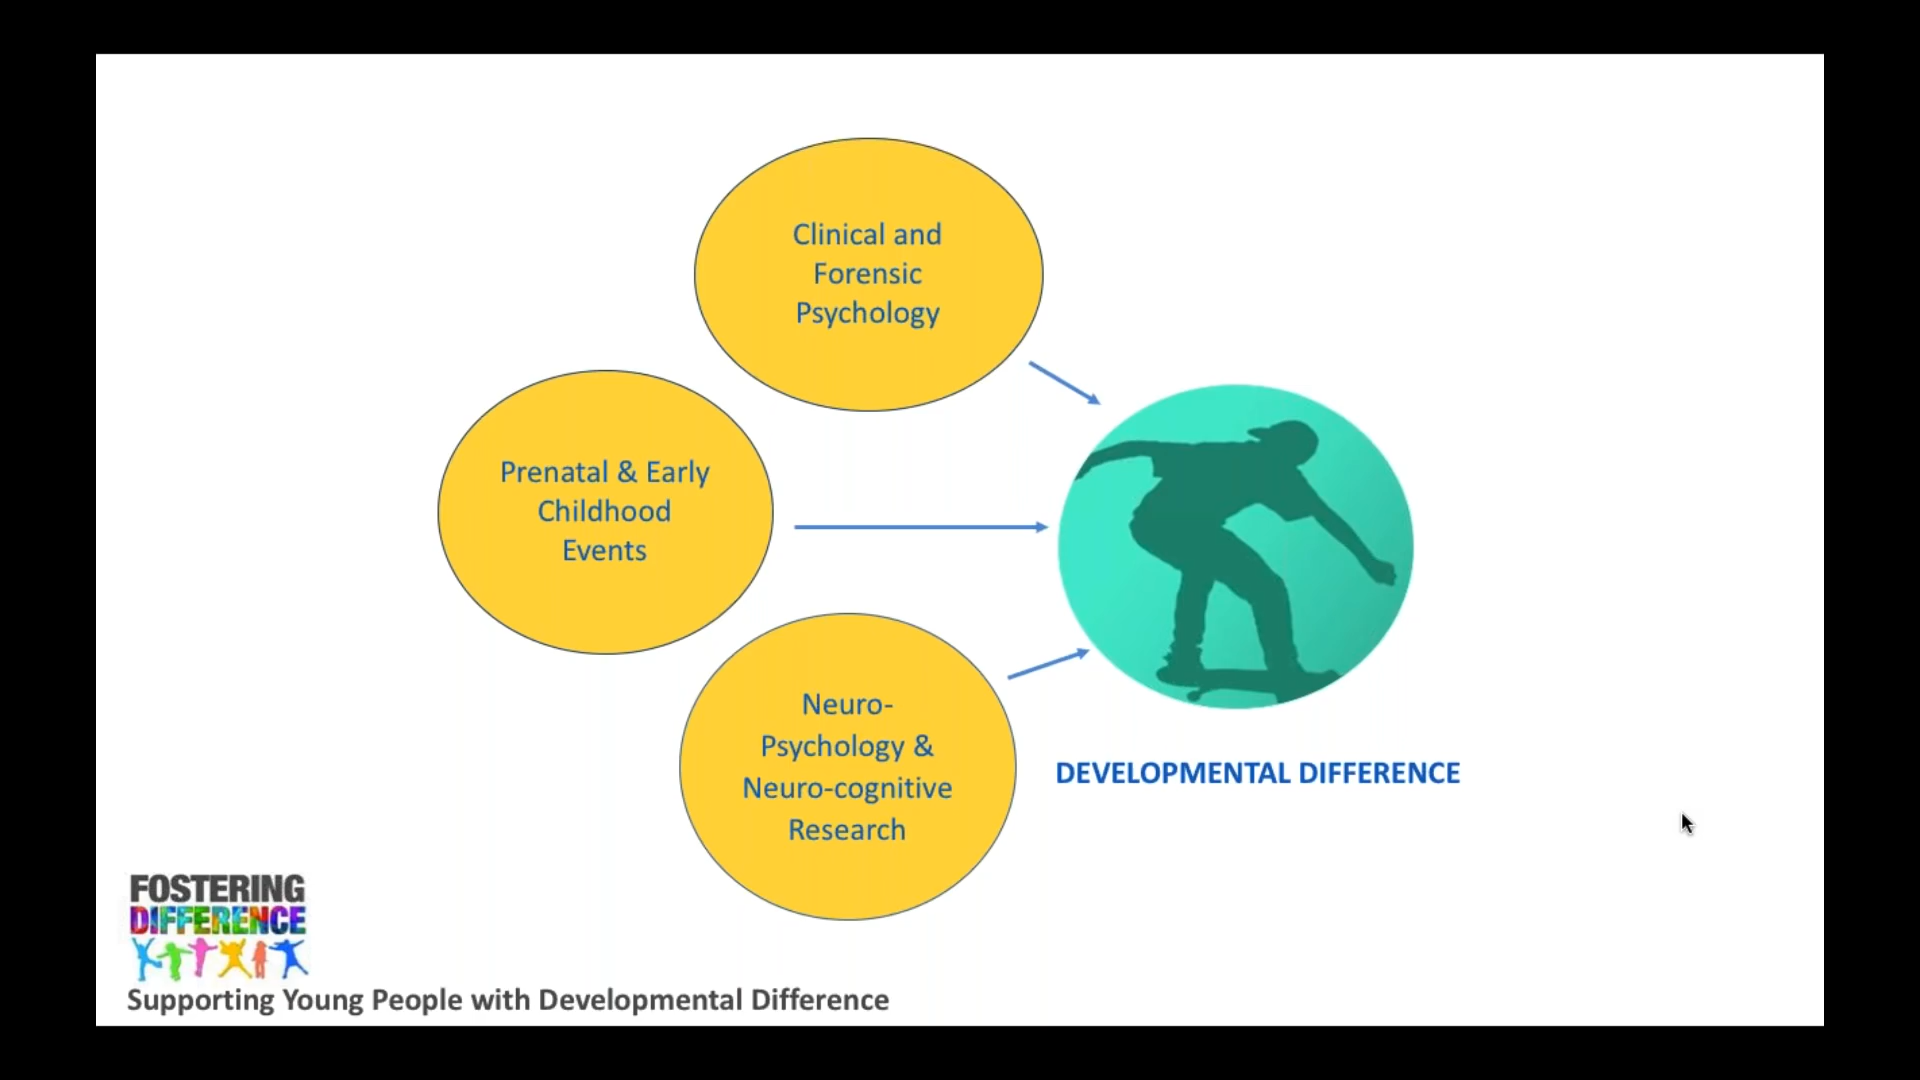 Clinical and
Forensic
Psychology
Prenatal & Early
Childhood
Events
Neuro-
Psychology &
Neuro-cognitive
Research
DEVELOPMENTAL DIFFERENCE
FOSTERING
DIFFERENCE
Supporting Young People with Developmental Difference